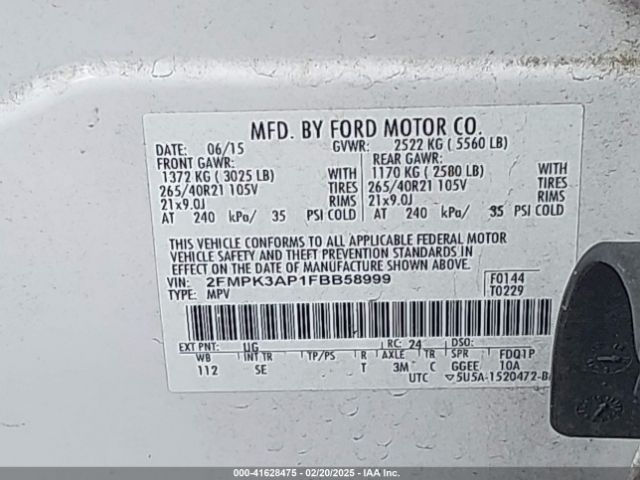 MFD. BY FORD MOTOR CO.
DATE: 06/15 GVWR: 2522 KG ( 5560 LB)
FRONT GAWR: REAR GAWR:
1372 KG ( 3025 LB) WITH 1170 KG ( 2580 LB) WITH
265/40R21 105V TIRES 265/40R21 105V TIRES
21x9.0J RIMS 21x9.0J RIMS
AT 240 kPa/ 35 PSI COLD AT 240 kPa/ 35 PSI COLD
THIS VEHICLE CONFORMS TO ALL APPLICABLE FEDERAL MOTOR
VEHICLE SAFETY AND THEFT PREVENTION STANDARDS IN
EFFECT ON THE DATE OF MANUFACTURE SHOWN ABOVE.
VIN: 2FMPK3AP1FBB58999 F0144
TYPE: MPV T0229
EXT PNT: UG RC: 24 DSO:
WB INT TR TP/PS R AXLE TR SPR FDQ1P
112 SE T 3M C GGEE 10A
UTC ▽5U5A-1520472-B
000-41628475 — 02/20/2025 — IAA Inc.